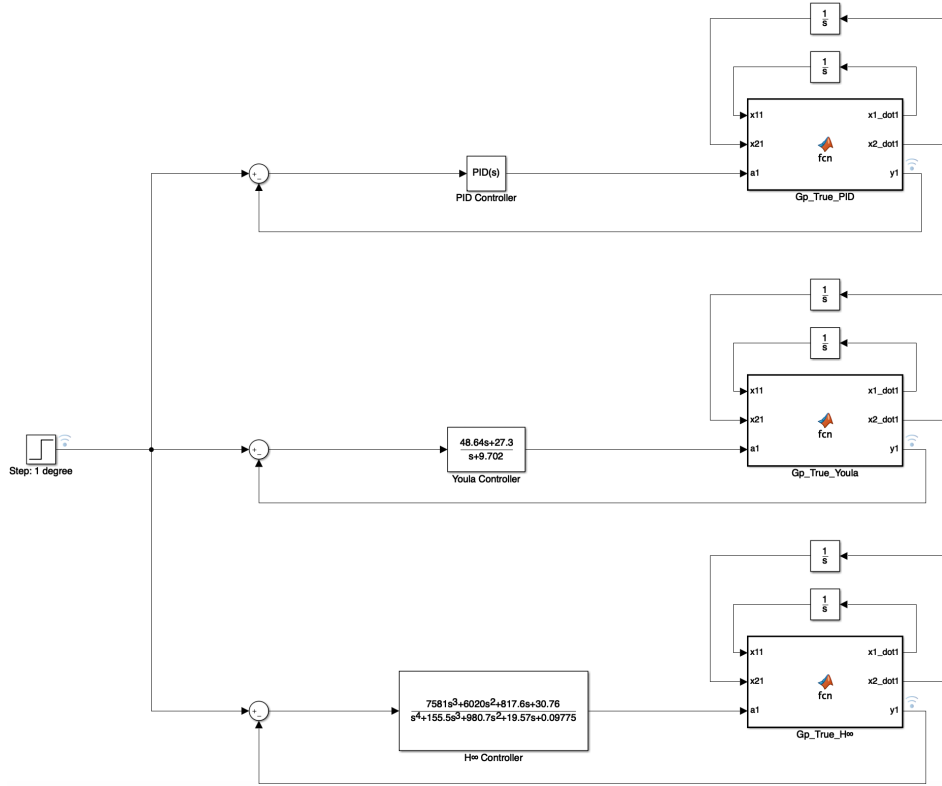 1
s
1
s
x11
x1_dot1
x21
x2_dot1
fcn
a1
y1
Gp_True_PID
+
−
PID(s)
PID Controller
1
s
1
s
x11
x1_dot1
x21
x2_dot1
fcn
a1
y1
Gp_True_Youla
Step: 1 degree
+
−
48.64s+27.3
s+9.702
Youla Controller
1
s
1
s
x11
x1_dot1
x21
x2_dot1
fcn
a1
y1
Gp_True_H∞
+
−
7581s³+6020s²+817.6s+30.76
s⁴+155.5s³+980.7s²+19.57s+0.09775
H∞ Controller